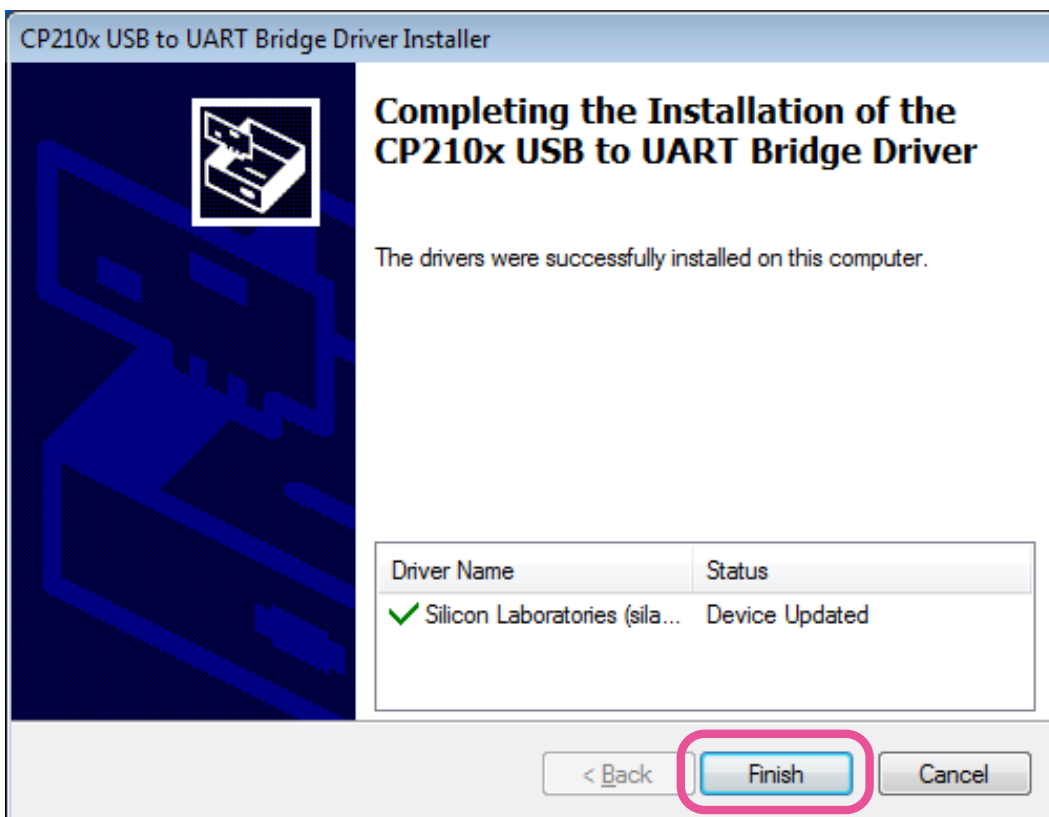 CP210x USB to UART Bridge Driver Installer
Completing the Installation of the
CP210x USB to UART Bridge Driver
The drivers were successfully installed on this computer.
Driver Name Status
Silicon Laboratories (sila... Device Updated
< Back Finish Cancel